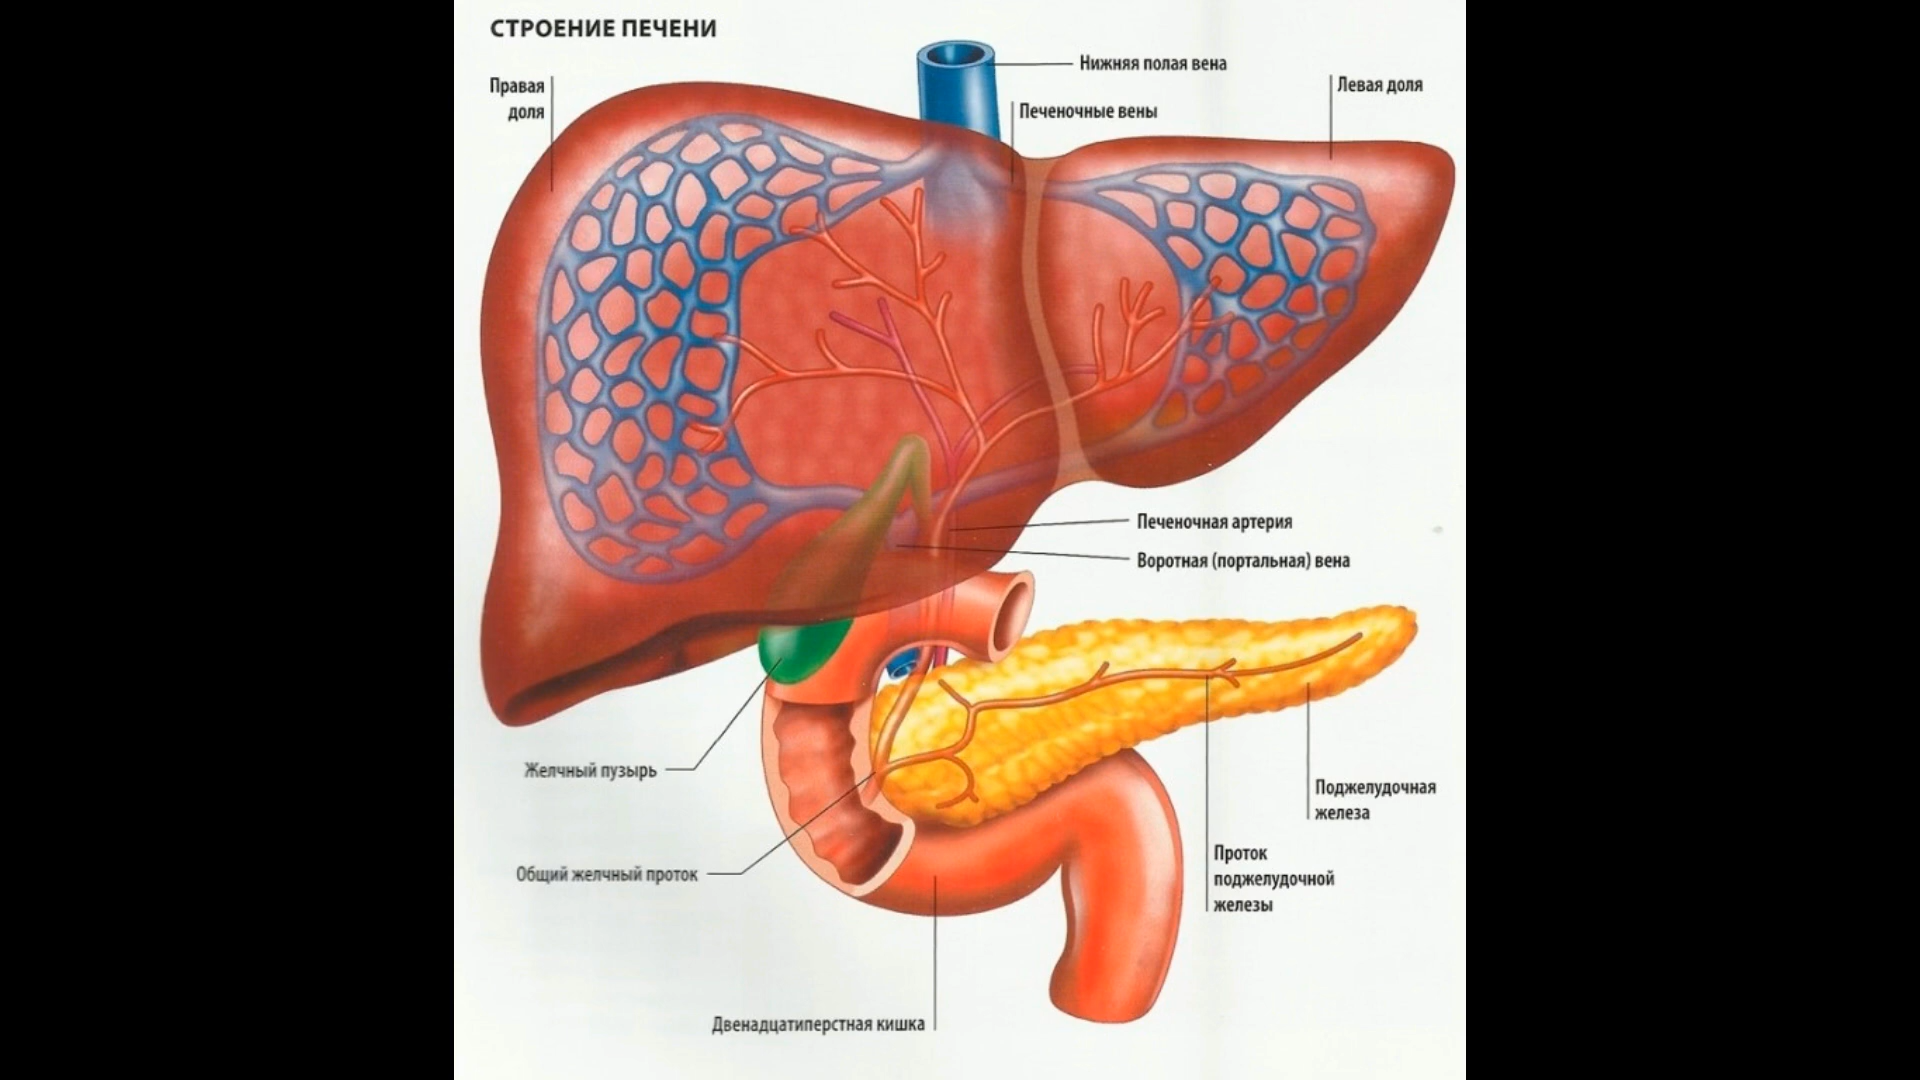 СТРОЕНИЕ ПЕЧЕНИ
Нижняя полая вена
Правая
доля
Левая доля
Печеночные вены
Печеночная артерия
Воротная (портальная) вена
Желчный пузырь
Поджелудочная
железа
Проток
поджелудочной
железы
Общий желчный проток
Двенадцатиперстная кишка